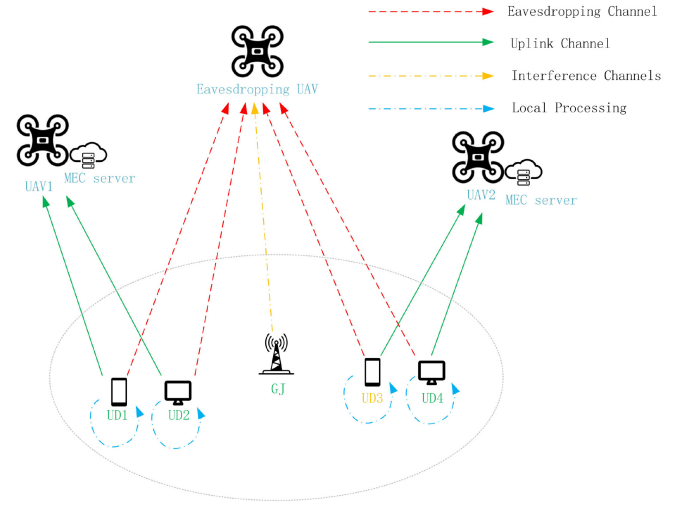 Eavesdropping Channel
Uplink Channel
Interference Channels
Local Processing
Eavesdropping UAV
UAV1
MEC server
UAV2
MEC server
GJ
UD1
UD2
UD3
UD4